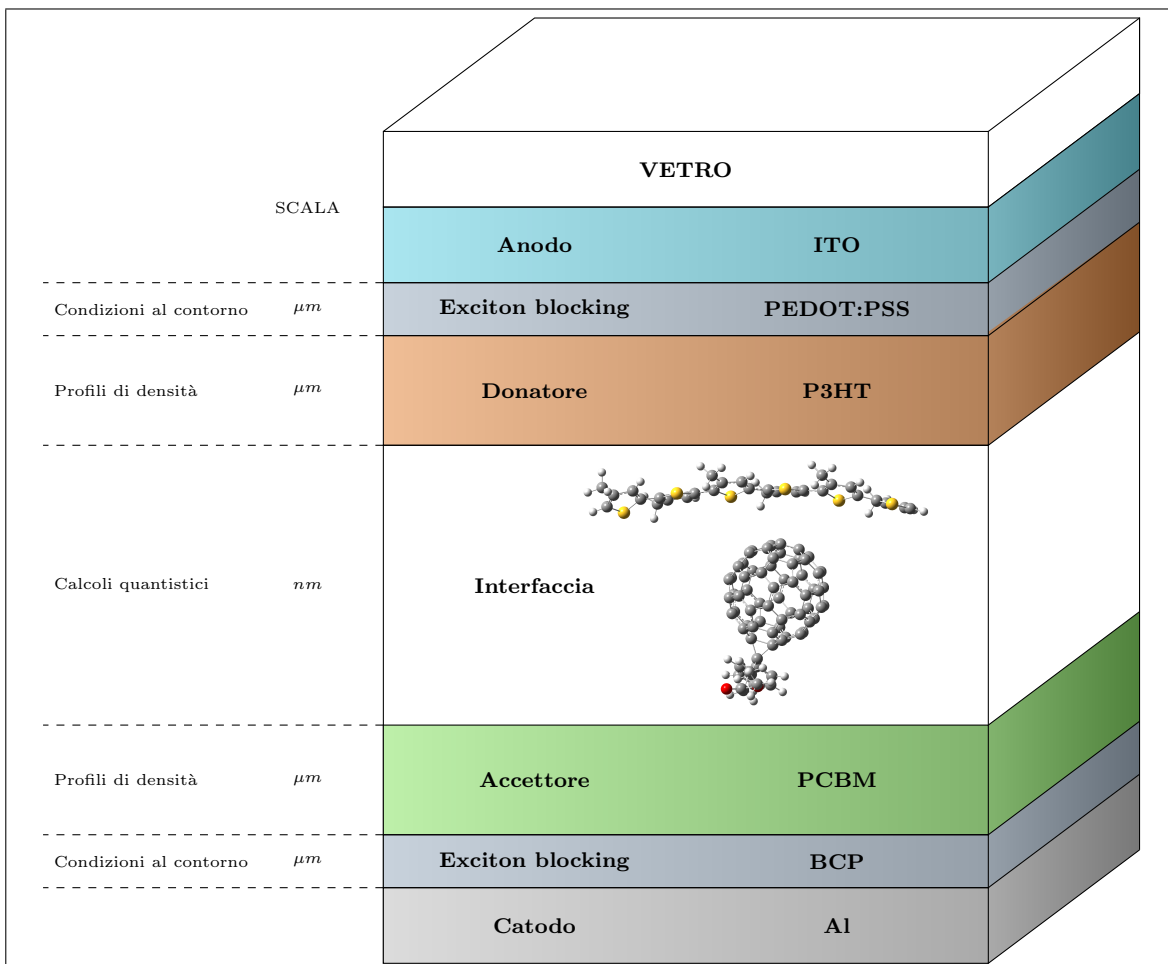 VETRO
SCALA
Anodo ITO
Condizioni al contorno μm Exciton blocking PEDOT:PSS
Profili di densità μm Donatore P3HT
Calcoli quantistici nm Interfaccia
Profili di densità μm Accettore PCBM
Condizioni al contorno μm Exciton blocking BCP
Catodo Al